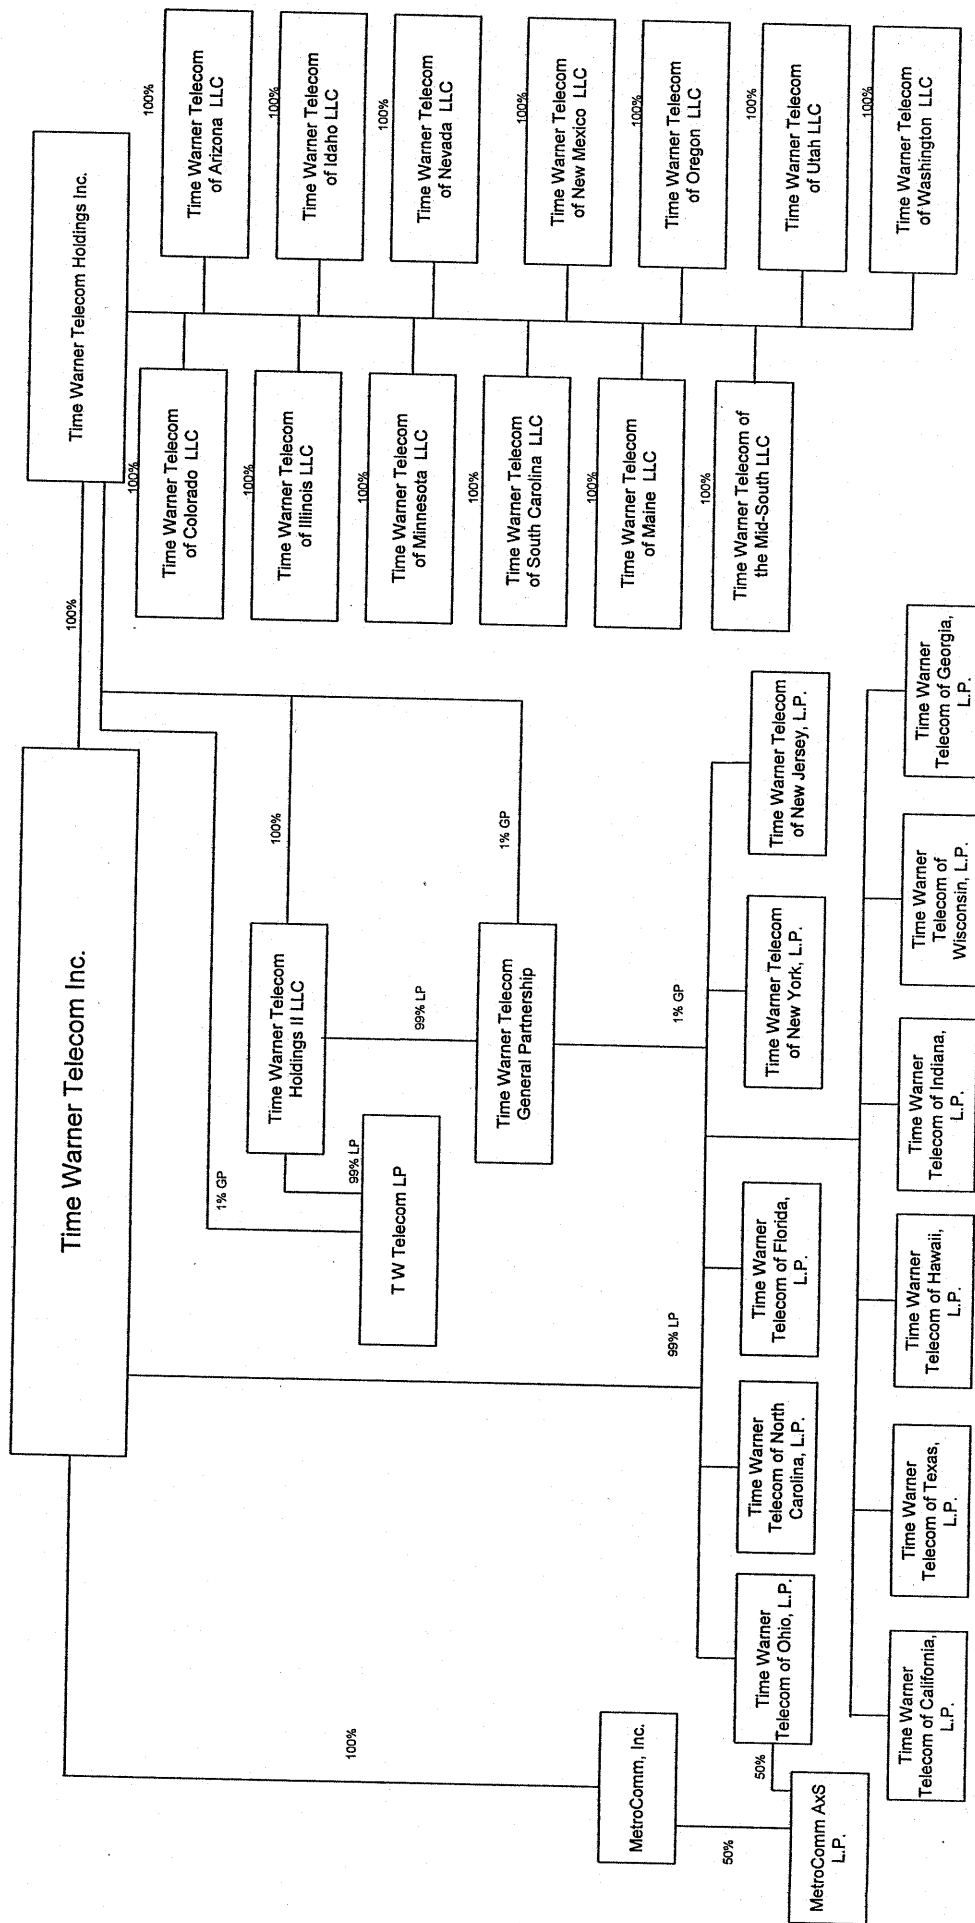 Time Warner Telecom Inc.
100%
Time Warner Telecom Holdings Inc.
100%
MetroComm, Inc.
50%
MetroComm AxS
L.P.
50%
1% GP
99% LP
TW Telecom LP
Time Warner Telecom
Holdings II LLC
100%
99% LP
Time Warner Telecom
General Partnership
1% GP
99% LP
1% GP
Time Warner
Telecom of Ohio, L.P.
Time Warner
Telecom of North
Carolina, L.P.
Time Warner
Telecom of Florida,
L.P.
Time Warner Telecom
of New York, L.P.
Time Warner Telecom
of New Jersey, L.P.
Time Warner
Telecom of California,
L.P.
Time Warner
Telecom of Texas,
L.P.
Time Warner
Telecom of Hawaii,
L.P.
Time Warner
Telecom of Indiana,
L.P.
Time Warner
Telecom of
Wisconsin, L.P.
Time Warner
Telecom of Georgia,
L.P.
100%
Time Warner Telecom
of Colorado LLC
100%
Time Warner Telecom
of Arizona LLC
100%
Time Warner Telecom
of Illinois LLC
100%
Time Warner Telecom
of Idaho LLC
100%
Time Warner Telecom
of Minnesota LLC
100%
Time Warner Telecom
of Nevada LLC
100%
Time Warner Telecom
of South Carolina LLC
100%
Time Warner Telecom
of New Mexico LLC
100%
Time Warner Telecom
of Maine LLC
100%
Time Warner Telecom
of Oregon LLC
100%
Time Warner Telecom of
the Mid-South LLC
100%
Time Warner Telecom
of Utah LLC
100%
Time Warner Telecom
of Washington LLC